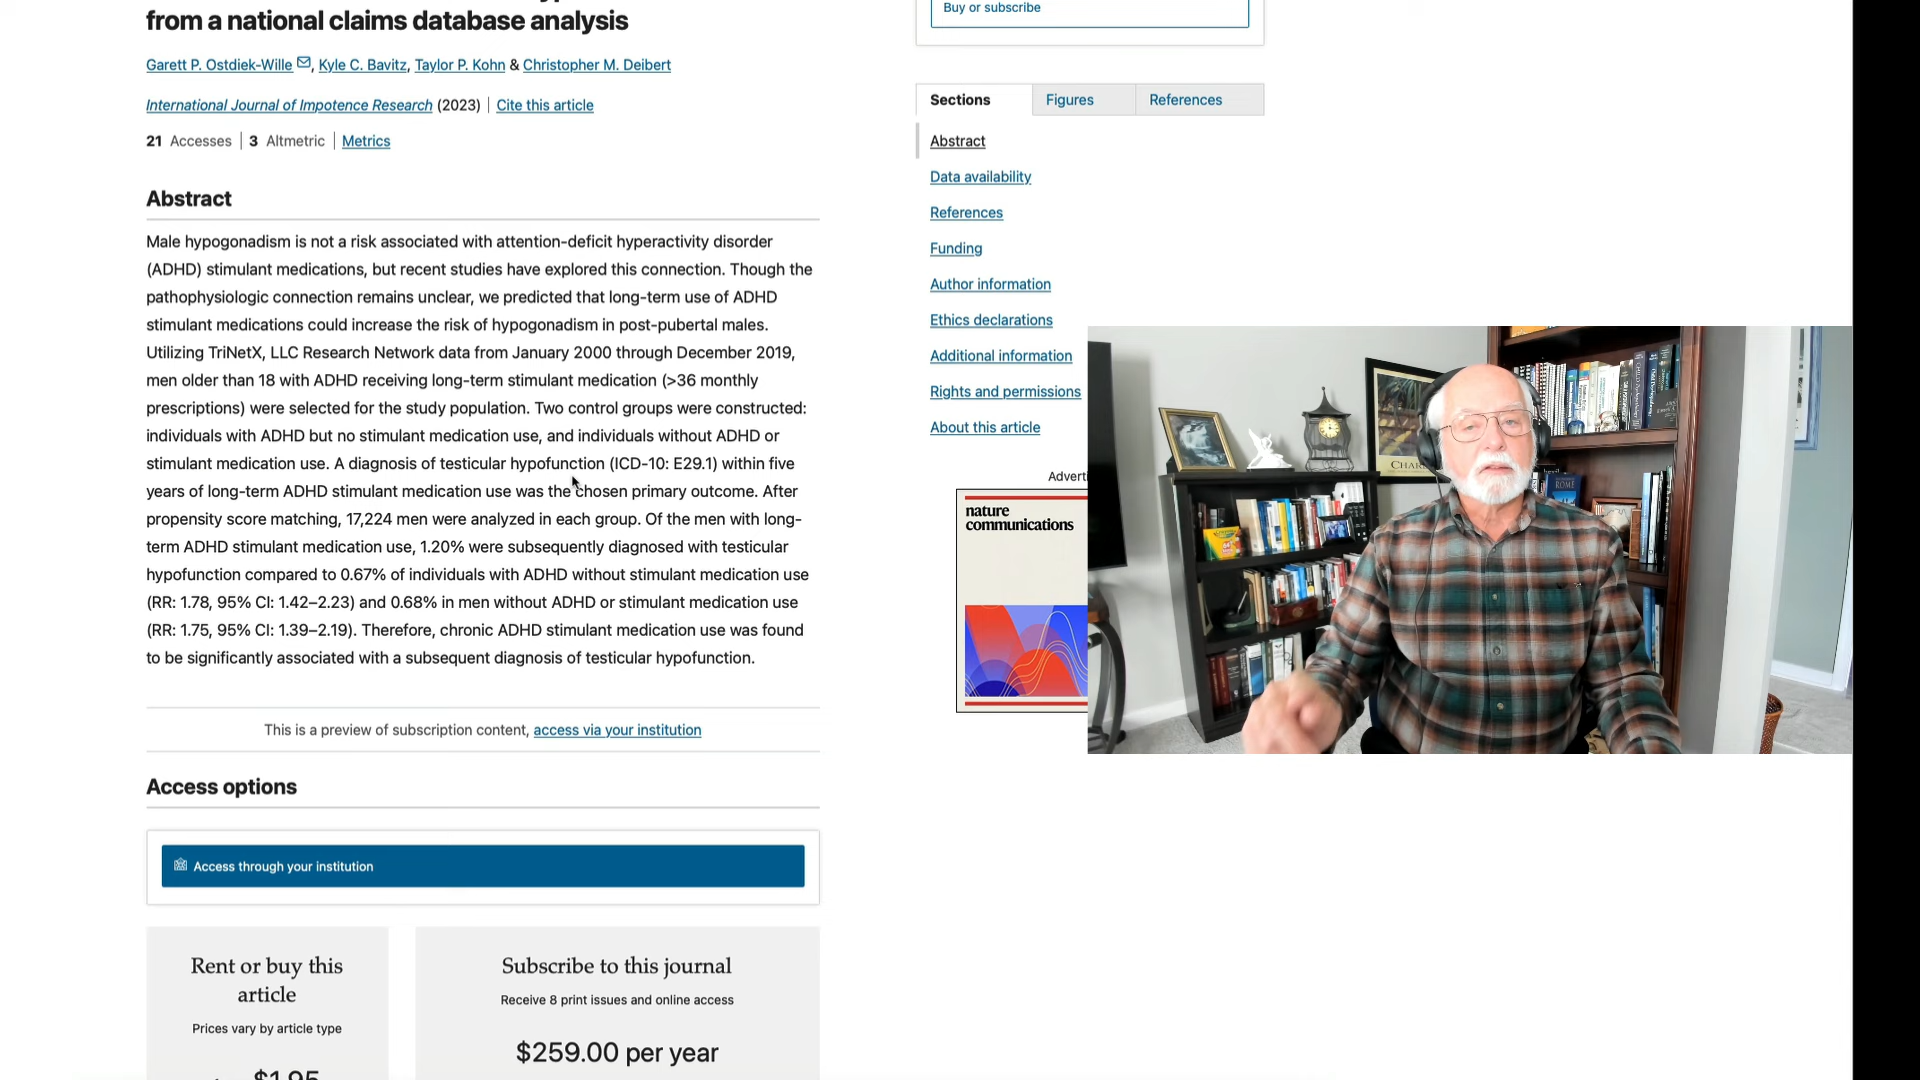 from a national claims database analysis
Garett P. Ostdiek-Wille, Kyle C. Bavitz, Taylor P. Kohn & Christopher M. Deibert
International Journal of Impotence Research (2023) | Cite this article
21 Accesses | 3 Altmetric | Metrics
Abstract
Male hypogonadism is not a risk associated with attention-deficit hyperactivity disorder
(ADHD) stimulant medications, but recent studies have explored this connection. Though the
pathophysiologic connection remains unclear, we predicted that long-term use of ADHD
stimulant medications could increase the risk of hypogonadism in post-pubertal males.
Utilizing TriNetX, LLC Research Network data from January 2000 through December 2019,
men older than 18 with ADHD receiving long-term stimulant medication (>36 monthly
prescriptions) were selected for the study population. Two control groups were constructed:
individuals with ADHD but no stimulant medication use, and individuals without ADHD or
stimulant medication use. A diagnosis of testicular hypofunction (ICD-10: E29.1) within five
years of long-term ADHD stimulant medication use was the chosen primary outcome. After
propensity score matching, 17,224 men were analyzed in each group. Of the men with long-
term ADHD stimulant medication use, 1.20% were subsequently diagnosed with testicular
hypofunction compared to 0.67% of individuals with ADHD without stimulant medication use
(RR: 1.78, 95% CI: 1.42–2.23) and 0.68% in men without ADHD or stimulant medication use
(RR: 1.75, 95% CI: 1.39–2.19). Therefore, chronic ADHD stimulant medication use was found
to be significantly associated with a subsequent diagnosis of testicular hypofunction.
This is a preview of subscription content, access via your institution
Access options
Access through your institution
Rent or buy this
article
Prices vary by article type
$1.95
Subscribe to this journal
Receive 8 print issues and online access
$259.00 per year
Buy or subscribe
Sections
Figures
References
Abstract
Data availability
References
Funding
Author information
Ethics declarations
Additional information
Rights and permissions
About this article
Adverti
nature
communications
CHAR
ROME